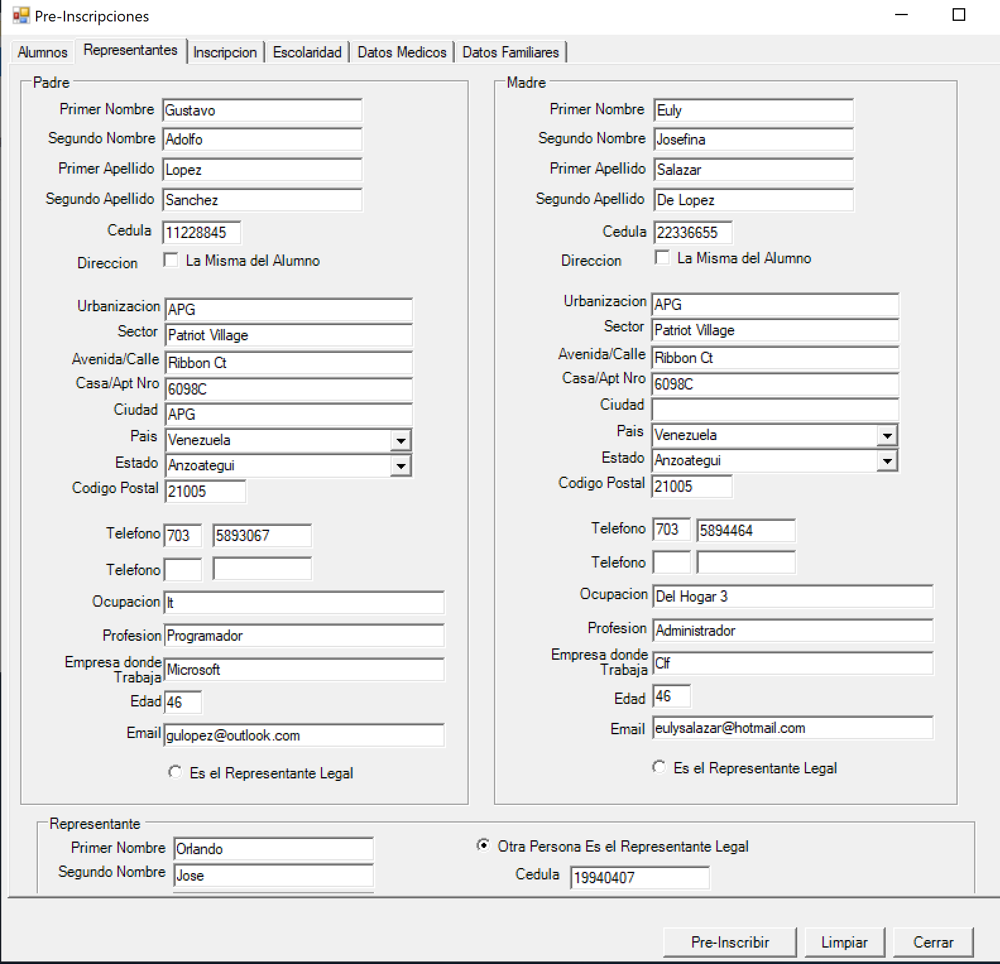 Pre-Inscripciones
Alumnos Representantes Inscripcion Escolaridad Datos Medicos Datos Familiares
Padre
Primer Nombre Gustavo
Segundo Nombre Adolfo
Primer Apellido Lopez
Segundo Apellido Sanchez
Cedula 11228845
Direccion La Misma del Alumno
Urbanizacion APG
Sector Patriot Village
Avenida/Calle Ribbon Ct
Casa/Apt Nro 6098C
Ciudad APG
Pais Venezuela
Estado Anzoategui
Codigo Postal 21005
Telefono 703 5893067
Telefono
Ocupacion It
Profesion Programador
Empresa donde
Trabaja Microsoft
Edad 46
Email gulopez@outlook.com
Es el Representante Legal
Madre
Primer Nombre Euly
Segundo Nombre Josefina
Primer Apellido Salazar
Segundo Apellido De Lopez
Cedula 22336655
Direccion La Misma del Alumno
Urbanizacion APG
Sector Patriot Village
Avenida/Calle Ribbon Ct
Casa/Apt Nro 6098C
Ciudad
Pais Venezuela
Estado Anzoategui
Codigo Postal 21005
Telefono 703 5894464
Telefono
Ocupacion Del Hogar 3
Profesion Administrador
Empresa donde
Trabaja Clf
Edad 46
Email eulysalazar@hotmail.com
Es el Representante Legal
Representante
Primer Nombre Orlando
Segundo Nombre Jose
Otra Persona Es el Representante Legal
Cedula 19940407
Pre-Inscribir Limpiar Cerrar